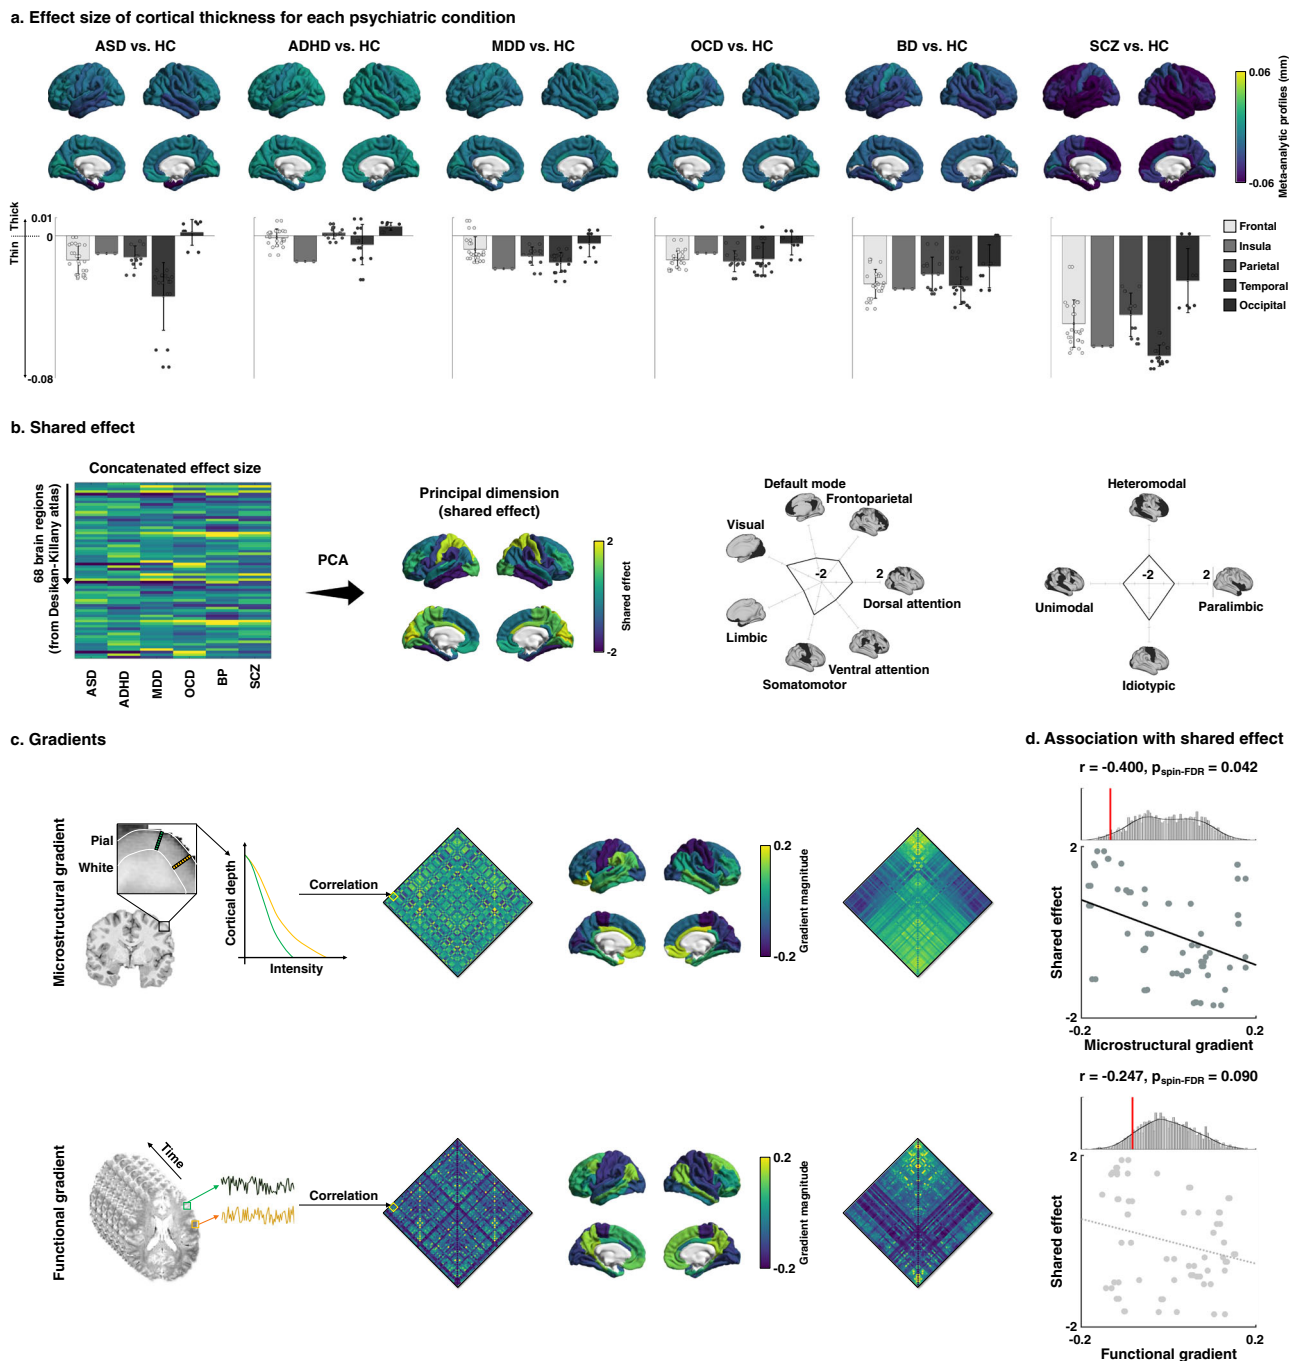 a. Effect size of cortical thickness for each psychiatric condition
ASD vs. HC
ADHD vs. HC
MDD vs. HC
OCD vs. HC
BD vs. HC
SCZ vs. HC
0.06
-0.06
Meta-analytic profiles (mm)
Thin
Thick
0.01
0
-0.08
Frontal
Insula
Parietal
Temporal
Occipital
b. Shared effect
Concatenated effect size
68 brain regions
(from Desikan-Killany atlas)
ASD
ADHD
MDD
OCD
BP
SCZ
PCA
Principal dimension
(shared effect)
2
-2
Shared effect
Default mode
Frontoparietal
Visual
-2
2
Dorsal attention
Limbic
Ventral attention
Somatomotor
Heteromodal
-2
2
Unimodal
Paralimbic
Idiotypic
c. Gradients
Microstructural gradient
Pial
White
Cortical depth
Intensity
Correlation
0.2
-0.2
Gradient magnitude
Functional gradient
Time
Correlation
0.2
-0.2
Gradient magnitude
d. Association with shared effect
r = -0.400, pspin-FDR = 0.042
2
-2
Shared effect
-0.2
0.2
Microstructural gradient
r = -0.247, pspin-FDR = 0.090
2
-2
Shared effect
-0.2
0.2
Functional gradient